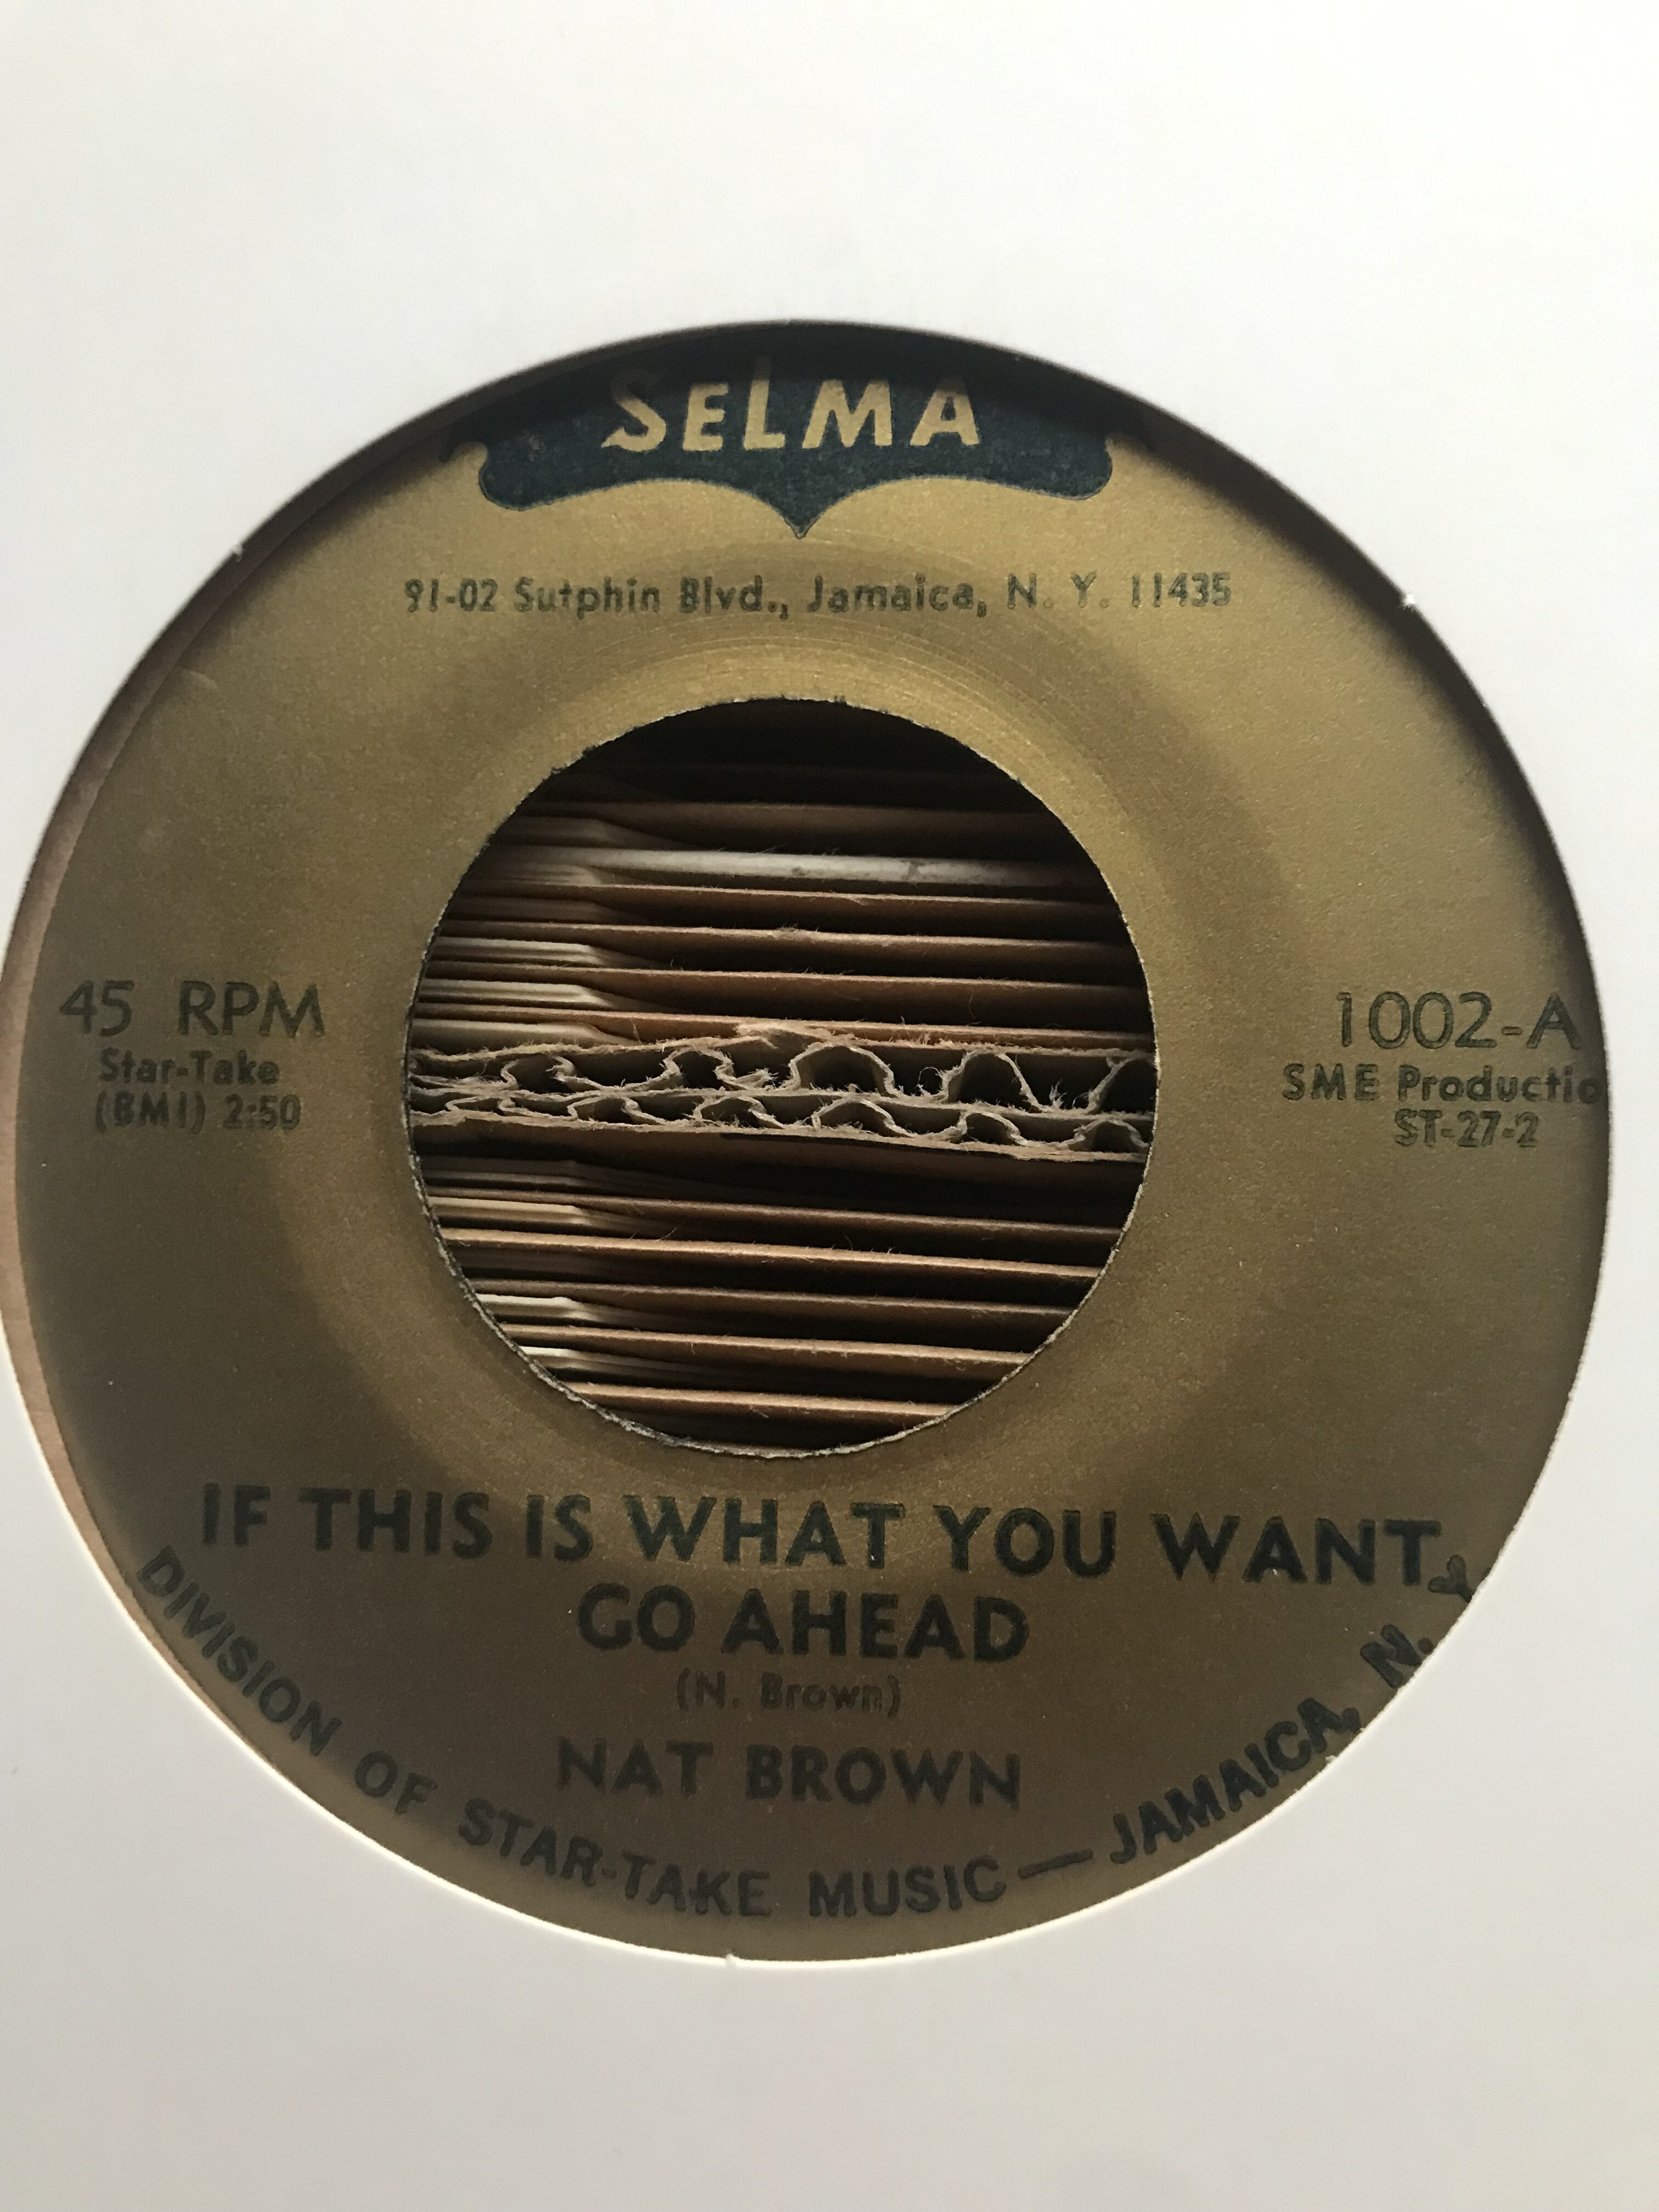 SELMA
91-02 Sutphin Blvd., Jamaica, N. Y. 11435
45 RPM
Star-Take
(BMI) 2:50
1002-A
SME Productio
ST-27-2
IF THIS IS WHAT YOU WANT,
GO AHEAD
(N. Brown)
NAT BROWN
DIVISION OF STAR-TAKE MUSIC — JAMAICA, N. Y.